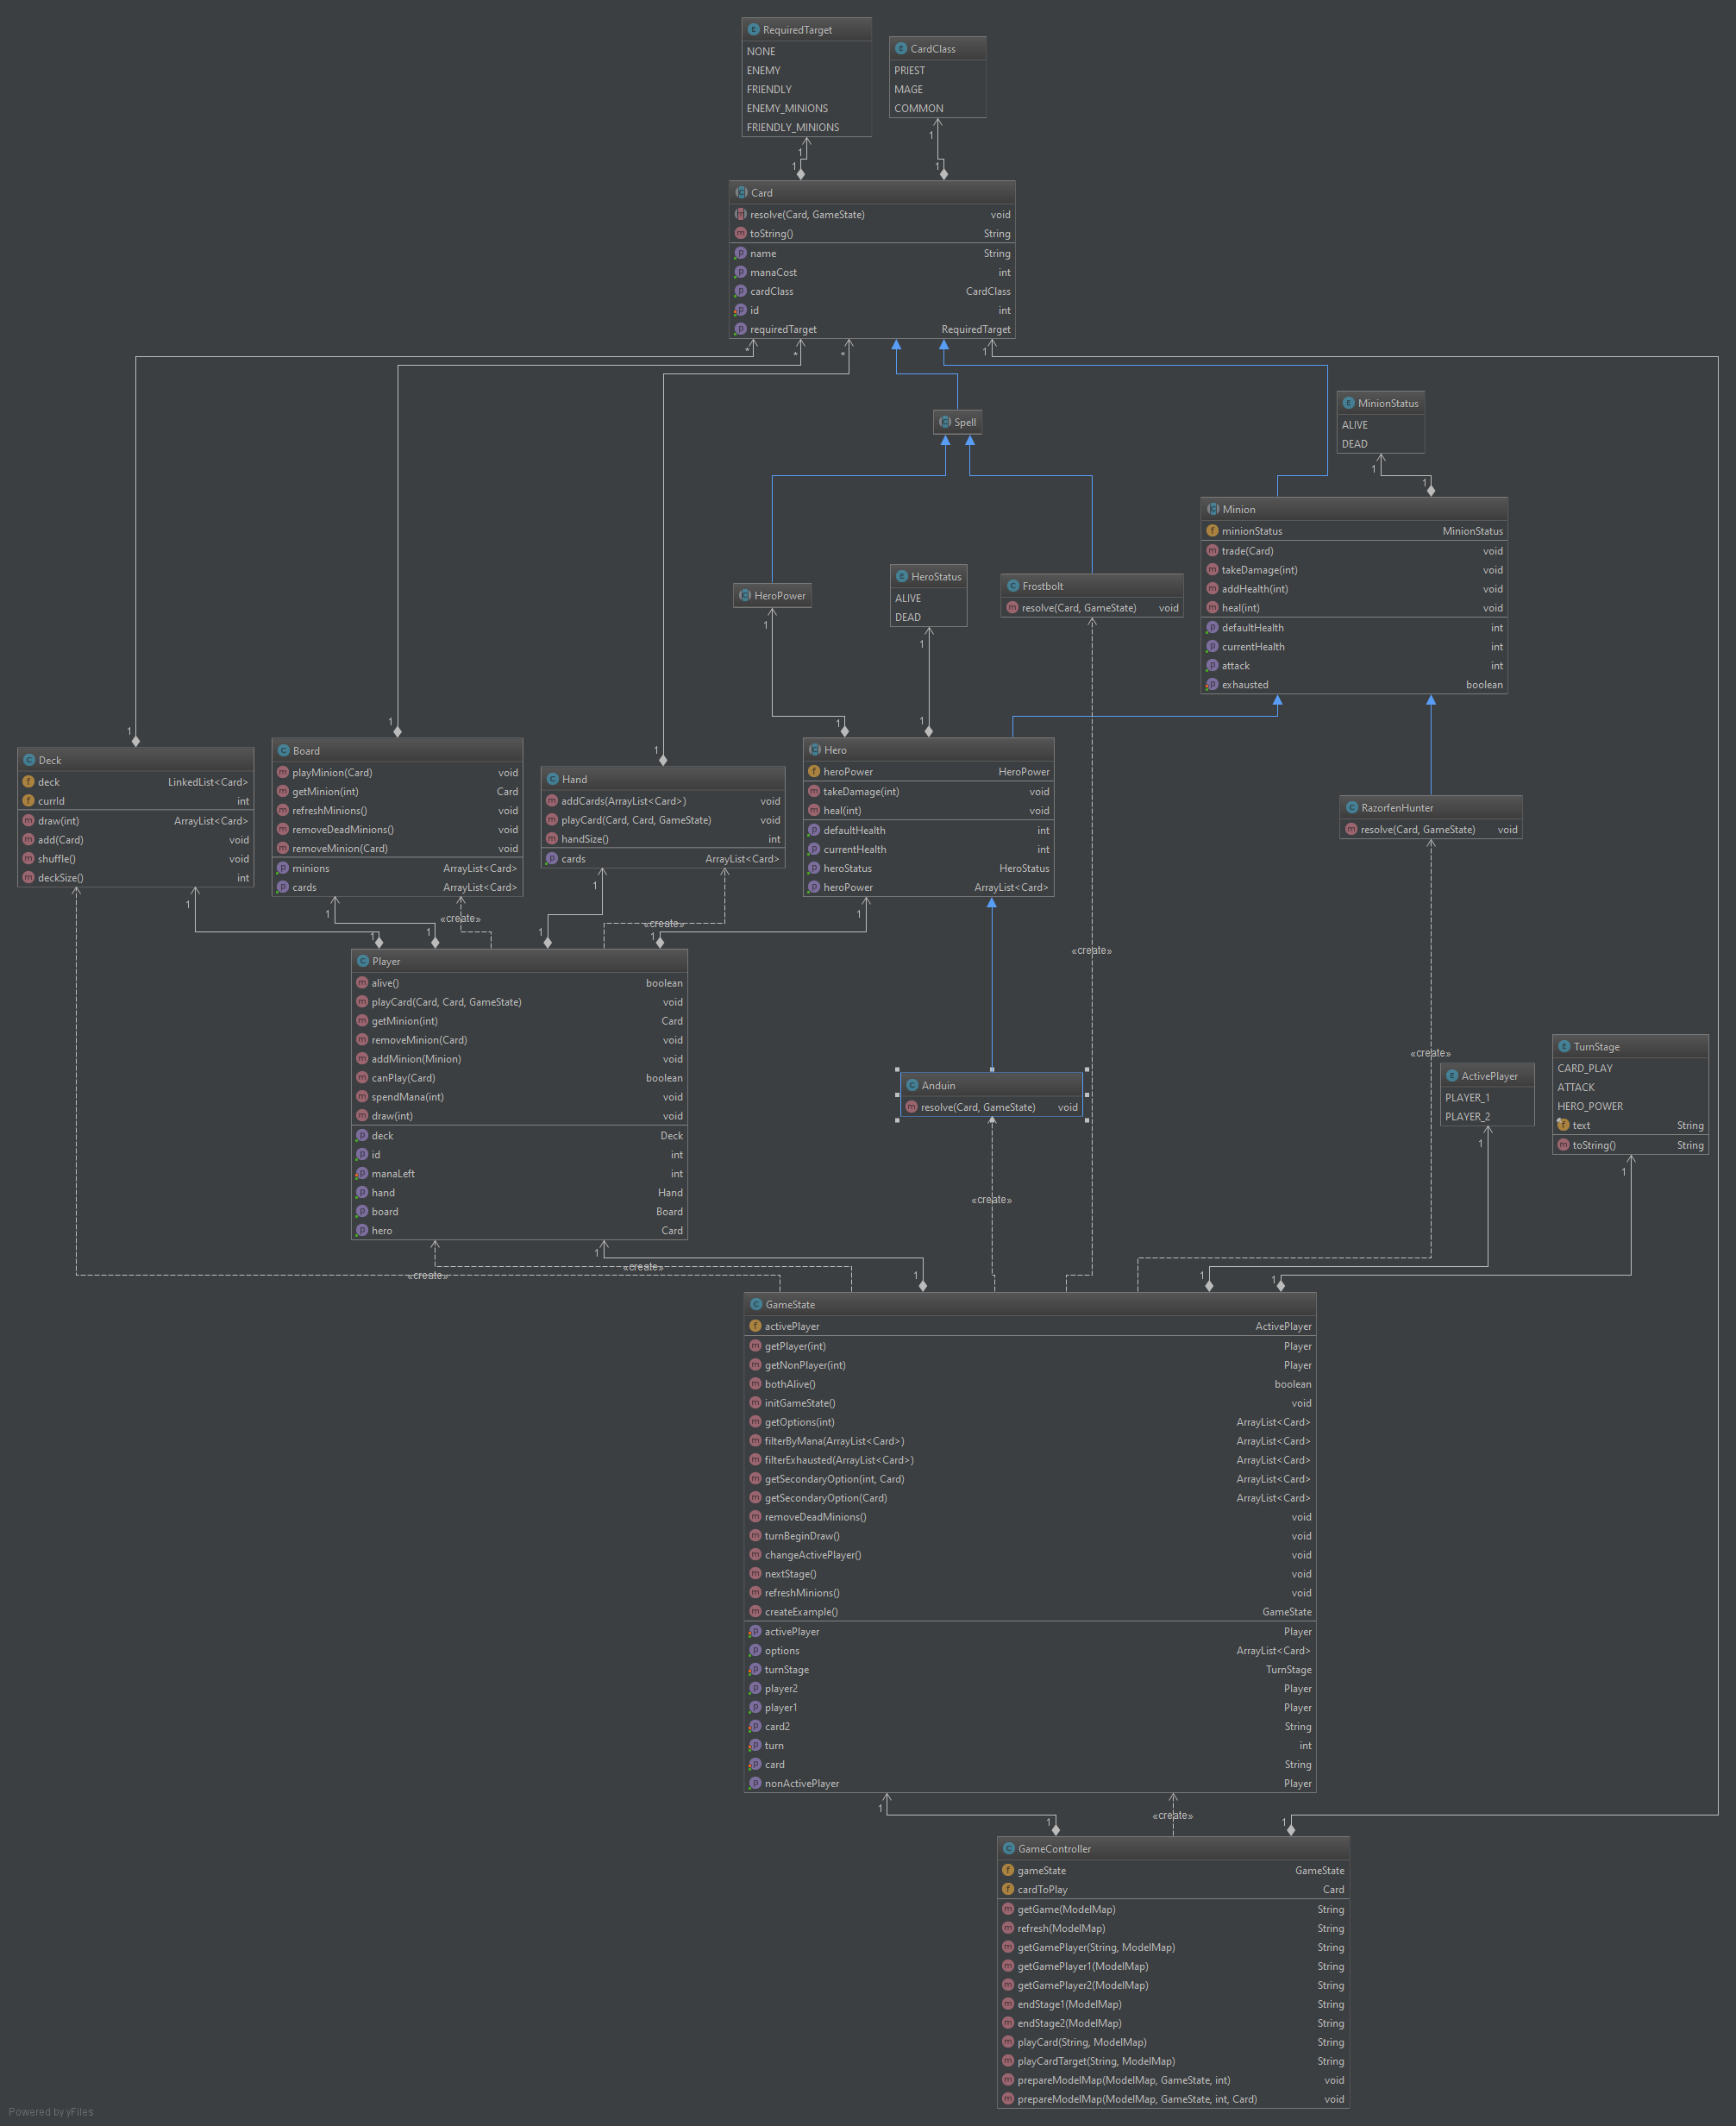 RequiredTarget
NONE
ENEMY
FRIENDLY
ENEMY_MINIONS
FRIENDLY_MINIONS
CardClass
PRIEST
MAGE
COMMON
1
1
1
1
Card
resolve(Card, GameState) void
toString() String
name String
manaCost int
cardClass CardClass
id int
requiredTarget RequiredTarget
*
*
*
1
Spell
MinionStatus
ALIVE
DEAD
1
1
Minion
minionStatus MinionStatus
trade(Card) void
takeDamage(int) void
addHealth(int) void
heal(int) void
defaultHealth int
currentHealth int
attack int
exhausted boolean
HeroPower
1
HeroStatus
ALIVE
DEAD
1
Frostbolt
resolve(Card, GameState) void
1
1
1
1
1
Deck
deck LinkedList<Card>
currId int
draw(int) ArrayList<Card>
add(Card) void
shuffle() void
deckSize() int
Board
playMinion(Card) void
getMinion(int) Card
refreshMinions() void
removeDeadMinions() void
removeMinion(Card) void
minions ArrayList<Card>
cards ArrayList<Card>
Hand
addCards(ArrayList<Card>) void
playCard(Card, Card, GameState) void
handSize() int
cards ArrayList<Card>
Hero
heroPower HeroPower
takeDamage(int) void
heal(int) void
defaultHealth int
currentHealth int
heroStatus HeroStatus
heroPower ArrayList<Card>
RazorfenHunter
resolve(Card, GameState) void
1
1
1
1
«create»
«create»
1
1
1
1
«create»
Player
alive() boolean
playCard(Card, Card, GameState) void
getMinion(int) Card
removeMinion(Card) void
addMinion(Minion) void
canPlay(Card) boolean
spendMana(int) void
draw(int) void
deck Deck
id int
manaLeft int
hand Hand
board Board
hero Card
«create»
Anduin
resolve(Card, GameState) void
ActivePlayer
PLAYER_1
PLAYER_2
TurnStage
CARD_PLAY
ATTACK
HERO_POWER
text String
toString() String
1
1
«create»
1
«create»
«create»
1
1
1
GameState
activePlayer ActivePlayer
getPlayer(int) Player
getNonPlayer(int) Player
bothAlive() boolean
initGameState() void
getOptions(int) ArrayList<Card>
filterByMana(ArrayList<Card>) ArrayList<Card>
filterExhausted(ArrayList<Card>) ArrayList<Card>
getSecondaryOption(int, Card) ArrayList<Card>
getSecondaryOption(Card) ArrayList<Card>
removeDeadMinions() void
turnBeginDraw() void
changeActivePlayer() void
nextStage() void
refreshMinions() void
createExample() GameState
activePlayer Player
options ArrayList<Card>
turnStage TurnStage
player2 Player
player1 Player
card2 String
turn int
card String
nonActivePlayer Player
1
«create»
1
1
GameController
gameState GameState
cardToPlay Card
getGame(ModelMap) String
refresh(ModelMap) String
getGamePlayer(String, ModelMap) String
getGamePlayer1(ModelMap) String
getGamePlayer2(ModelMap) String
endStage1(ModelMap) String
endStage2(ModelMap) String
playCard(String, ModelMap) String
playCardTarget(String, ModelMap) String
prepareModelMap(ModelMap, GameState, int) void
prepareModelMap(ModelMap, GameState, int, Card) void
Powered by yFiles